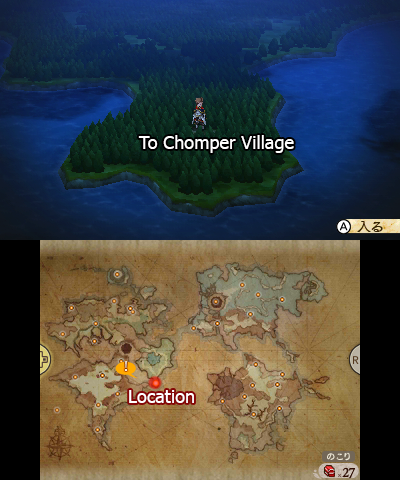 To Chomper Village
A 入る
!
Location
R
のこり
×27